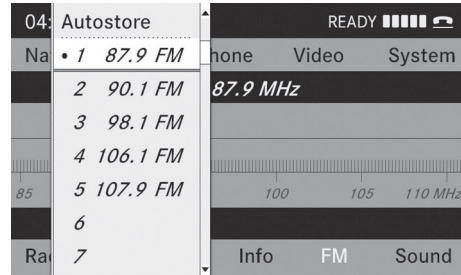 04: Autostore READY
Na • 1 87.9 FM hone Video System
2 90.1 FM 87.9 MHz
3 98.1 FM
4 106.1 FM
85 5 107.9 FM 100 105 110 MHz
6
Ra 7 Info FM Sound